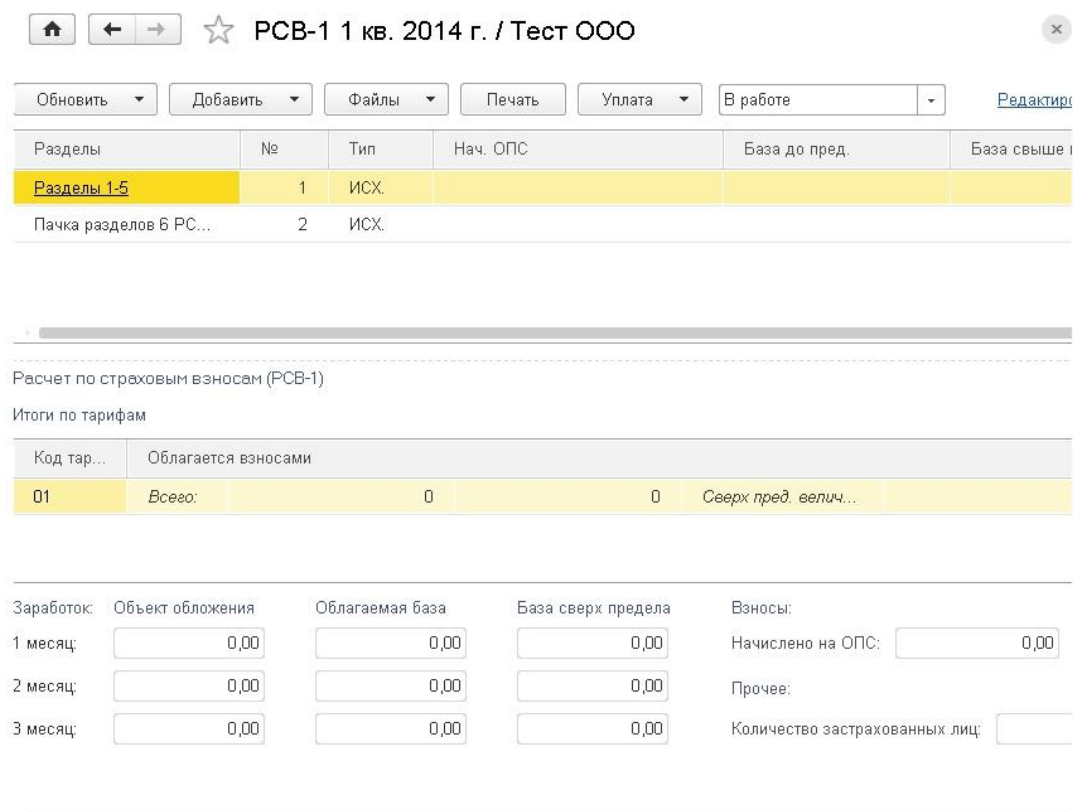 РСВ-1 1 кв. 2014 г. / Тест ООО
Обновить Добавить Файлы Печать Уплата В работе Редактиро
Разделы № Тип Нач. ОПС База до пред. База свыше
Разделы 1-5 1 ИСХ.
Пачка разделов 6 РС... 2 ИСХ.
Расчет по страховым взносам (РСВ-1)
Итоги по тарифам
Код тар... Облагается взносами
01 Всего: 0 0 Сверх пред. велич...
Заработок: Объект обложения Облагаемая база База сверх предела Взносы:
1 месяц: 0,00 0,00 0,00 Начислено на ОПС: 0,00
2 месяц: 0,00 0,00 0,00 Прочее:
3 месяц: 0,00 0,00 0,00 Количество застрахованных лиц: